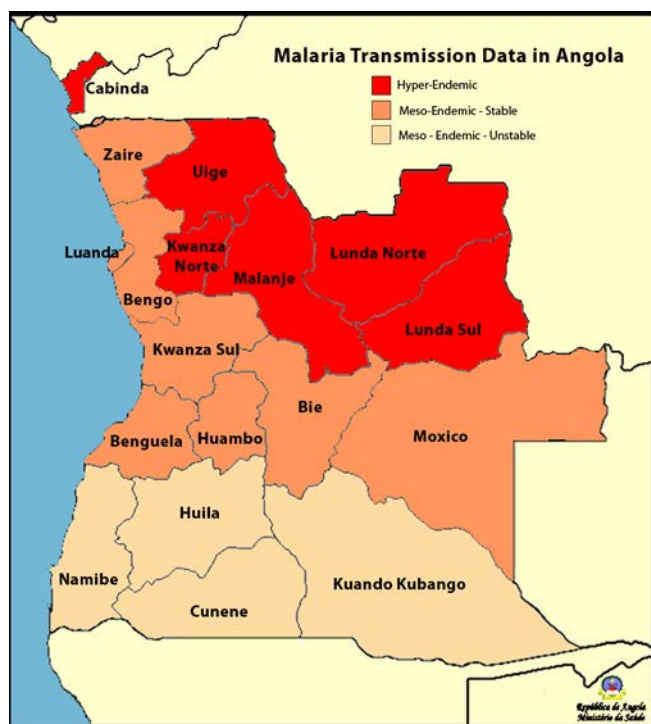 Malaria Transmission Data in Angola
Hyper-Endemic
Meso-Endemic - Stable
Meso - Endemic - Unstable
Cabinda
Zaire
Uige
Luanda
Kwanza
Norte
Malanje
Lunda Norte
Bengo
Lunda Sul
Kwanza Sul
Bie
Benguela
Huambo
Moxico
Huila
Namibe
Cunene
Kuando Kubango
República de Angola
Ministério da Saúde